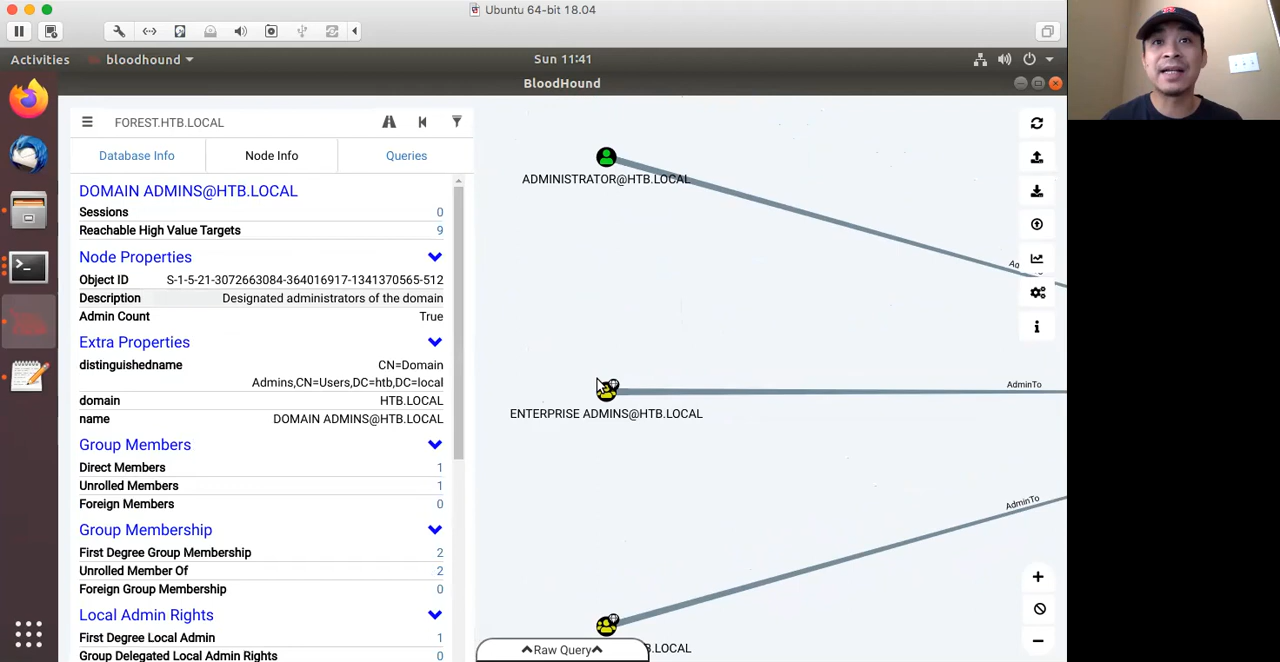 Ubuntu 64-bit 18.04
Activities
bloodhound
Sun 11:41
BloodHound
FOREST.HTB.LOCAL
Database Info
Node Info
Queries
DOMAIN ADMINS@HTB.LOCAL
Sessions 0
Reachable High Value Targets 9
Node Properties
Object ID S-1-5-21-3072663084-364016917-1341370565-512
Description Designated administrators of the domain
Admin Count True
Extra Properties
distinguishedname CN=Domain
Admins,CN=Users,DC=htb,DC=local
domain HTB.LOCAL
name DOMAIN ADMINS@HTB.LOCAL
Group Members
Direct Members 1
Unrolled Members 1
Foreign Members 0
Group Membership
First Degree Group Membership 2
Unrolled Member Of 2
Foreign Group Membership 0
Local Admin Rights
First Degree Local Admin 1
Group Delegated Local Admin Rights 0
ADMINISTRATOR@HTB.LOCAL
ENTERPRISE ADMINS@HTB.LOCAL
AdminTo
AdminTo
Raw Query
B.LOCAL